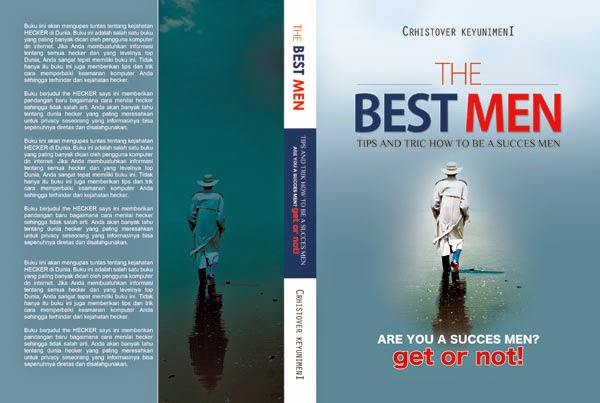 Buku ini akan mengupas tuntas tentang kejahatan
HECKER di Dunia. Buku ini adalah salah satu buku
yang paling banyak dicari oleh pengguna komputer
dn internet. Jika Anda membuatuhkan informasi
tentang semua hecker dan yang levelnya top
Dunia, Anda sangat tepat memiliki buku ini. Tidak
hanya itu buku ini juga memberikan tips dan trik
cara memperbaiki keamanan komputer Anda
sehingga terhindar dari kejahatan hecker.
Buku berjudul the HECKER says ini memberikan
pandangan baru bagaimana cara menilai hecker
sehingga tidak salah arti. Anda akan banyak tahu
tentang dunia hecker yang paling meresahkan
untuk privacy seseorang yang informasinya bisa
sepenuhnya diretas dan disalahgunakan.
Buku ini akan mengupas tuntas tentang kejahatan
HECKER di Dunia. Buku ini adalah salah satu buku
yang paling banyak dicari oleh pengguna komputer
dn internet. Jika Anda membuatuhkan informasi
tentang semua hecker dan yang levelnya top
Dunia, Anda sangat tepat memiliki buku ini. Tidak
hanya itu buku ini juga memberikan tips dan trik
cara memperbaiki keamanan komputer Anda
sehingga terhindar dari kejahatan hecker.
Buku berjudul the HECKER says ini memberikan
pandangan baru bagaimana cara menilai hecker
sehingga tidak salah arti. Anda akan banyak tahu
tentang dunia hecker yang paling meresahkan
untuk privacy seseorang yang informasinya bisa
sepenuhnya diretas dan disalahgunakan.
Buku ini akan mengupas tuntas tentang kejahatan
HECKER di Dunia. Buku ini adalah salah satu buku
yang paling banyak dicari oleh pengguna komputer
dn internet. Jika Anda membuatuhkan informasi
tentang semua hecker dan yang levelnya top
Dunia, Anda sangat tepat memiliki buku ini. Tidak
hanya itu buku ini juga memberikan tips dan trik
cara memperbaiki keamanan komputer Anda
sehingga terhindar dari kejahatan hecker.
Buku berjudul the HECKER says ini memberikan
pandangan baru bagaimana cara menilai hecker
sehingga tidak salah arti. Anda akan banyak tahu
tentang dunia hecker yang paling meresahkan
untuk privacy seseorang yang informasinya bisa
sepenuhnya diretas dan disalahgunakan.
THE BEST MEN
TIPS AND TRIK HOW TO BE A SUCCES MEN
ARE YOU A SUCCES MEN? get or not!
CRHISTOVER KEYUNIMENI
CRHISTOVER KEYUNIMENI
THE
BEST MEN
TIPS AND TRIC HOW TO BE A SUCCES MEN
ARE YOU A SUCCES MEN?
get or not!